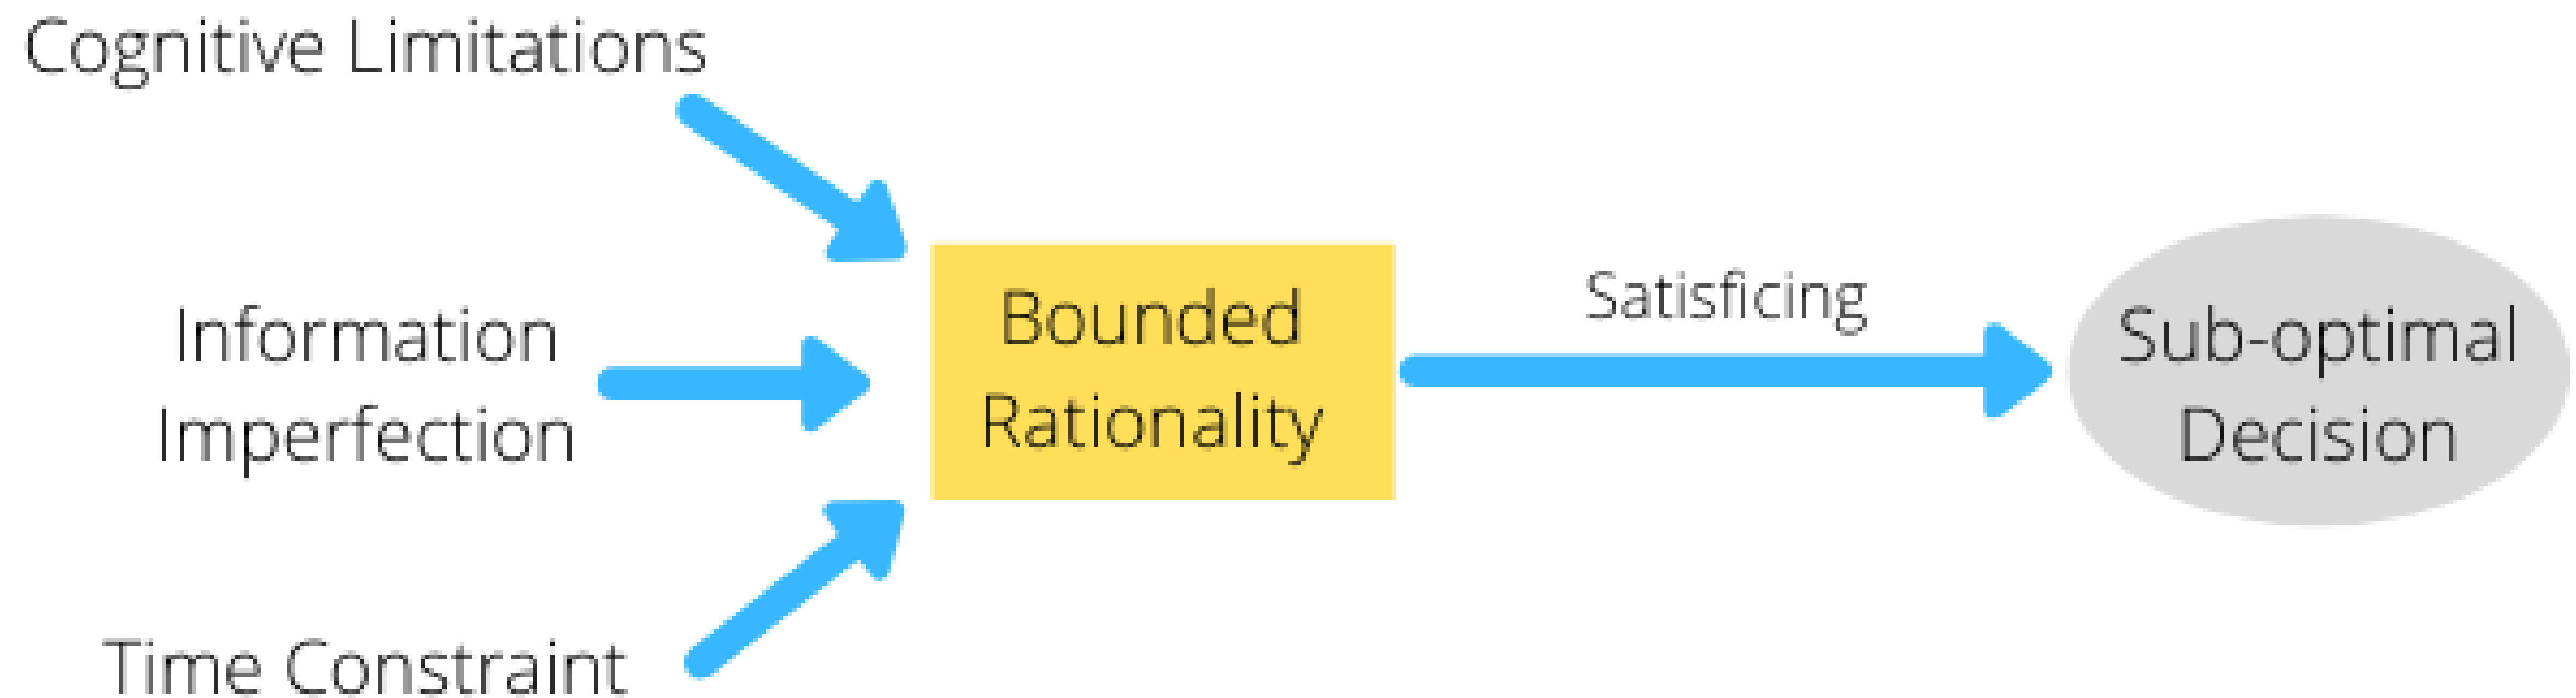 Cognitive Limitations
Information
Imperfection
Time Constraint
Bounded
Rationality
Satisficing
Sub-optimal
Decision